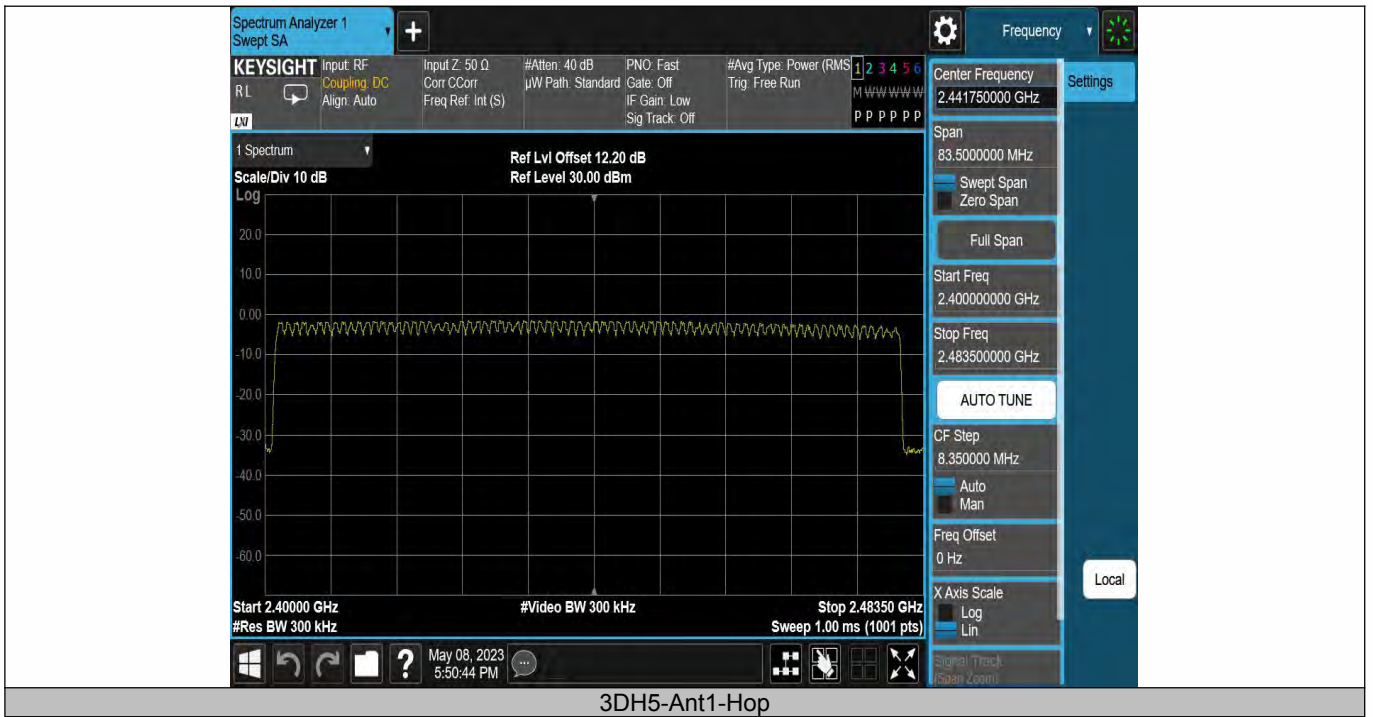 Spectrum Analyzer 1
Swept SA
+
Frequency
KEYSIGHT
RL
LXI
Input: RF
Coupling: DC
Align: Auto
Input Z: 50 Ω
Corr CCorr
Freq Ref: Int (S)
#Atten: 40 dB
µW Path: Standard
PNO: Fast
Gate: Off
IF Gain: Low
Sig Track: Off
#Avg Type: Power (RMS
Trig: Free Run
1 2 3 4 5 6
M W W W W W
P P P P P P
1 Spectrum
Scale/Div 10 dB
Ref Lvl Offset 12.20 dB
Ref Level 30.00 dBm
Log
20.0
10.0
0.00
-10.0
-20.0
-30.0
-40.0
-50.0
-60.0
Start 2.40000 GHz
#Video BW 300 kHz
Stop 2.48350 GHz
#Res BW 300 kHz
Sweep 1.00 ms (1001 pts)
Center Frequency
2.441750000 GHz
Settings
Span
83.5000000 MHz
Swept Span
Zero Span
Full Span
Start Freq
2.400000000 GHz
Stop Freq
2.483500000 GHz
AUTO TUNE
CF Step
8.350000 MHz
Auto
Man
Freq Offset
0 Hz
X Axis Scale
Log
Lin
Local
Signal Track
(Span Zoom)
?
May 08, 2023
5:50:44 PM
3DH5-Ant1-Hop